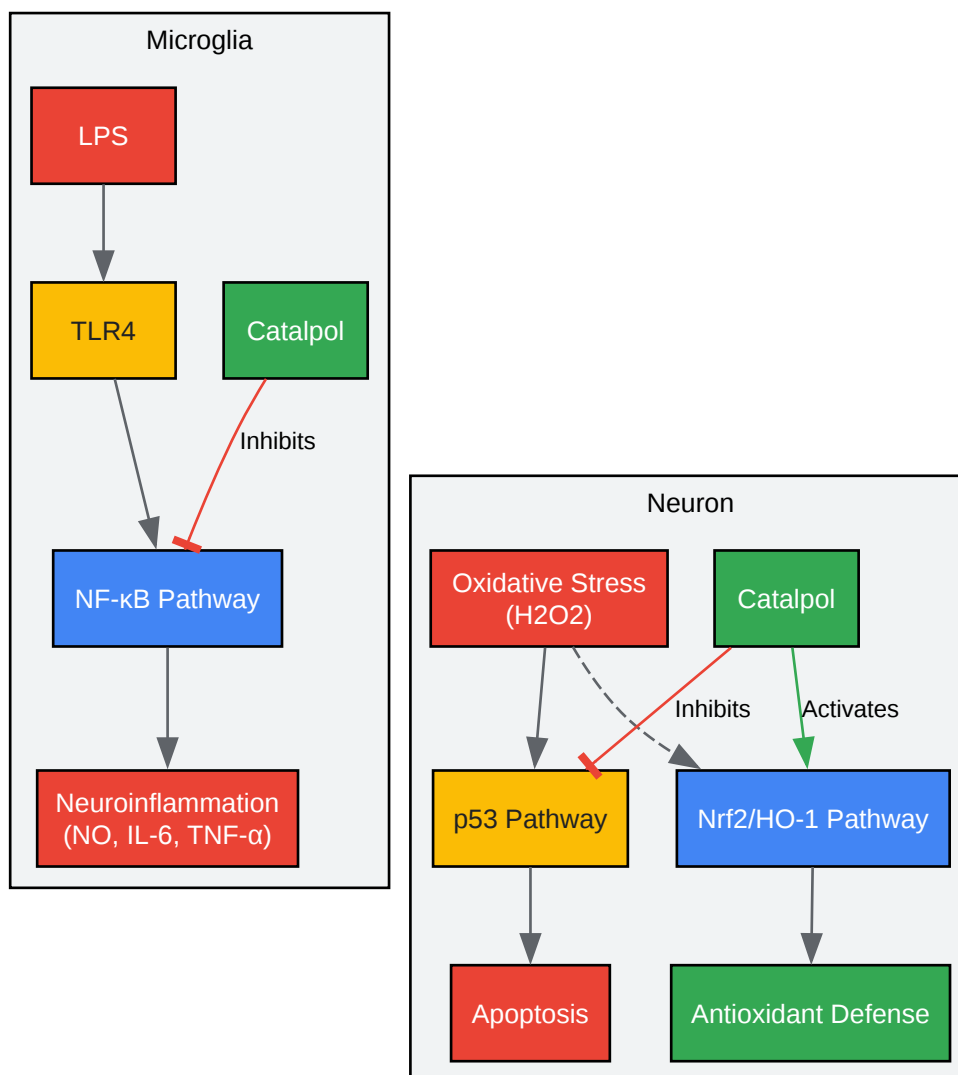 Microglia
LPS
TLR4
Catalpol
Inhibits
NF-κB Pathway
Neuroinflammation
(NO, IL-6, TNF-α)
Neuron
Oxidative Stress
(H2O2)
Catalpol
Inhibits
Activates
p53 Pathway
Nrf2/HO-1 Pathway
Apoptosis
Antioxidant Defense